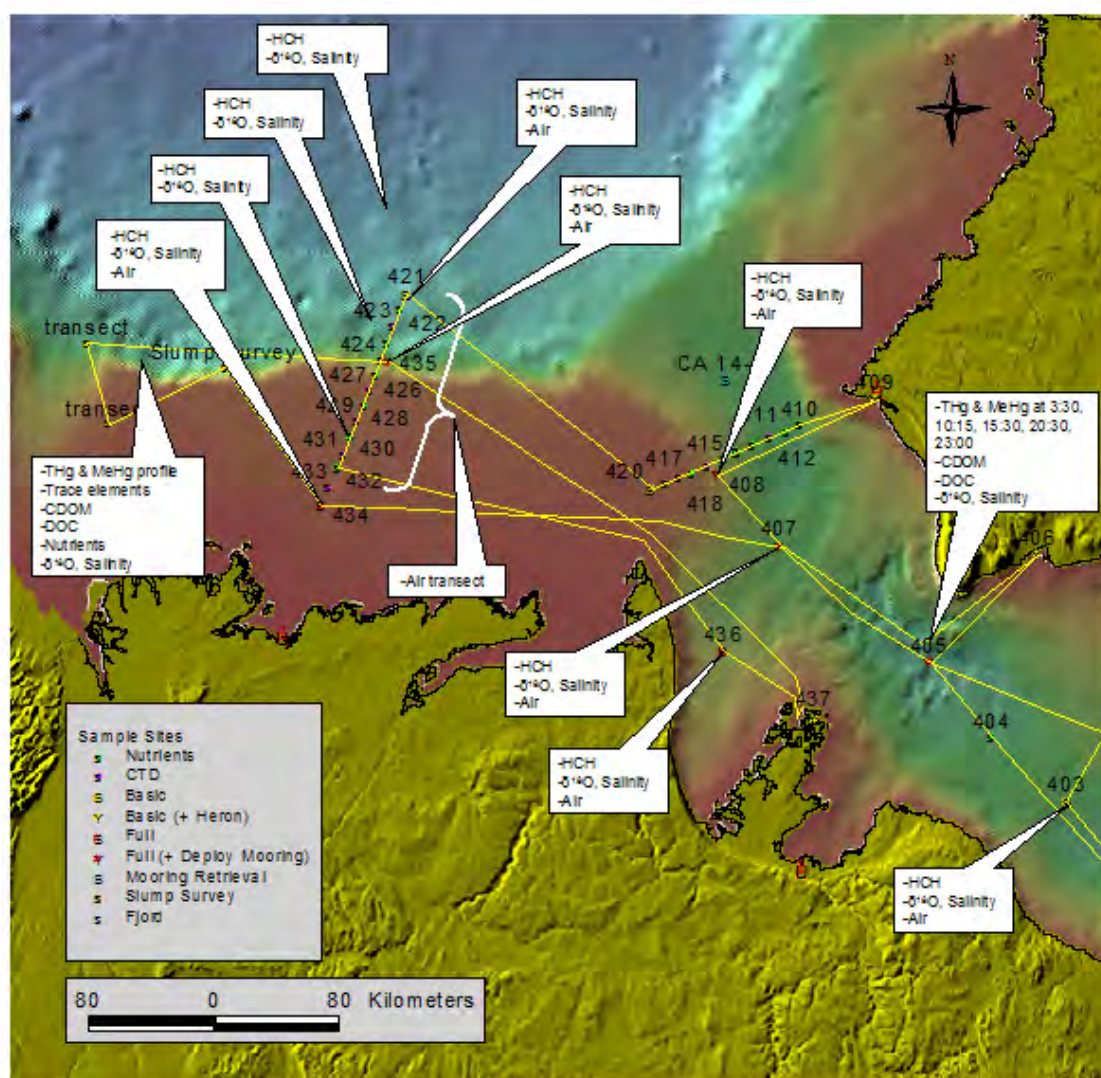 N
-HCH
-δ¹⁸O, Salinity
-HCH
-δ¹⁸O, Salinity
-HCH
-δ¹⁸O, Salinity
-Air
-HCH
-δ¹⁸O, Salinity
-HCH
-δ¹⁸O, Salinity
-Air
-HCH
-δ¹⁸O, Salinity
-Air
-HCH
-δ¹⁸O, Salinity
-Air
421
423
422
transect
Slump Survey
424
435
427
426
transect
429
428
431
430
433
432
434
CA 14-
409
11
410
415
412
417
420
408
418
407
406
405
404
403
436
437
-THg & MeHg at 3:30,
10:15, 15:30, 20:30,
23:00
-CDOM
-DOC
-δ¹⁸O, Salinity
-THg & MeHg profile
-Trace elements
-CDOM
-DOC
-Nutrients
-δ¹⁸O, Salinity
-Air transect
-HCH
-δ¹⁸O, Salinity
-Air
-HCH
-δ¹⁸O, Salinity
-Air
-HCH
-δ¹⁸O, Salinity
-Air
Sample Sites
S Nutrients
S CTD
S Basic
Y Basic (+ Heron)
S Full
Full (+ Deploy Mooring)
S Mooring Retrieval
S Slump Survey
S Fjord
80 0 80 Kilometers